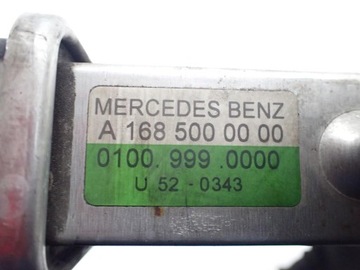 MERCEDES BENZ
A 168 500 00 00
0100. 999 .0000
U 52 - 0343